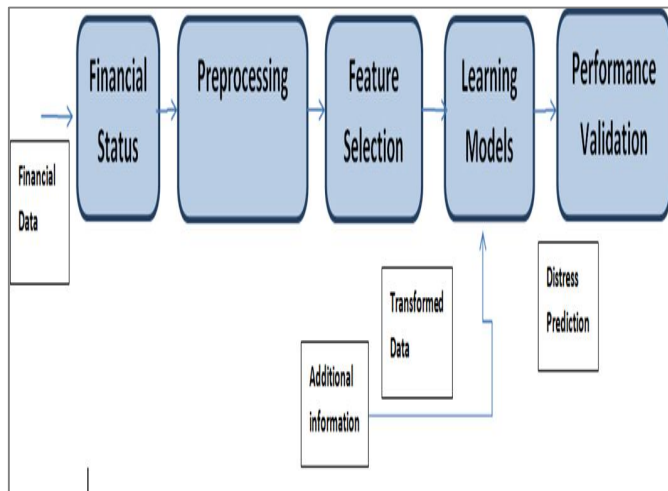 Financial
Status
Preprocessing
Feature
Selection
Learning
Models
Performance
Validation
Financial
Data
Transformed
Data
Distress
Prediction
Additional
information